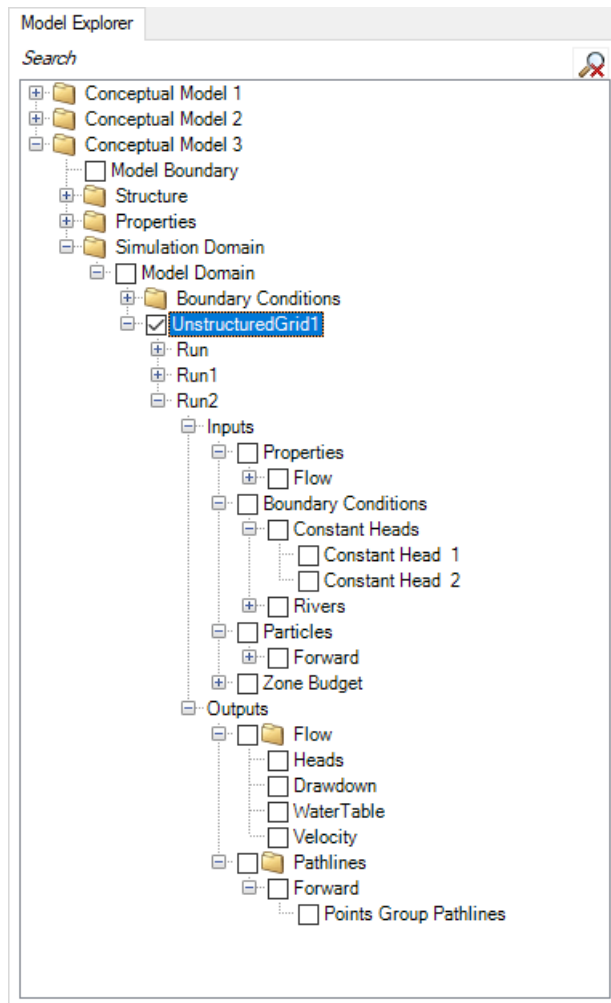 Model Explorer
Search
Conceptual Model 1
Conceptual Model 2
Conceptual Model 3
Model Boundary
Structure
Properties
Simulation Domain
Model Domain
Boundary Conditions
UnstructuredGrid1
Run
Run1
Run2
Inputs
Properties
Flow
Boundary Conditions
Constant Heads
Constant Head 1
Constant Head 2
Rivers
Particles
Forward
Zone Budget
Outputs
Flow
Heads
Drawdown
WaterTable
Velocity
Pathlines
Forward
Points Group Pathlines